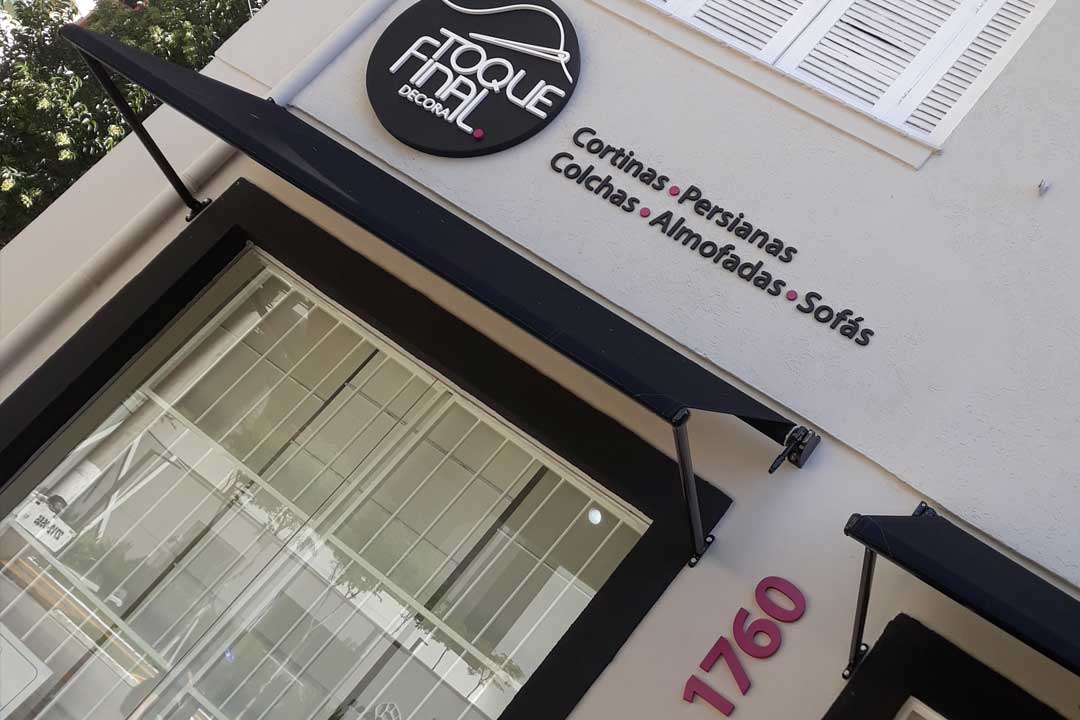 TOQUE
FINAL.
DECORA
Cortinas • Persianas
Colchas • Almofadas • Sofás
1760